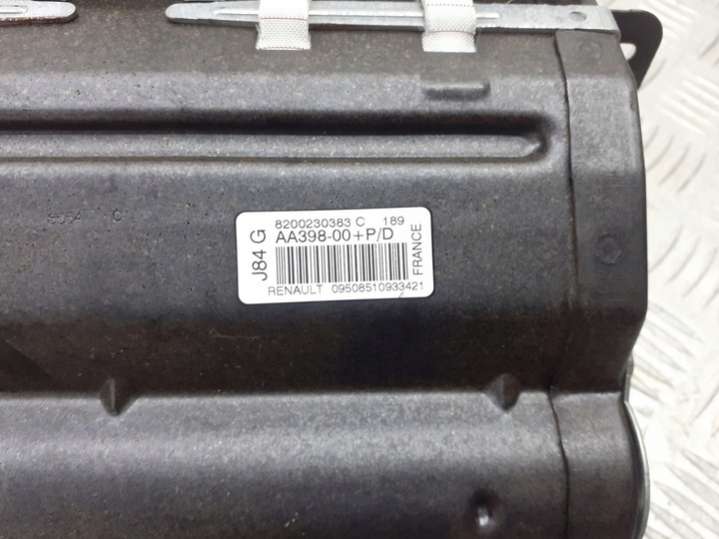 8200230383 C 189
J84 G
AA398-00+P/D
FRANCE
RENAULT 09508510933421